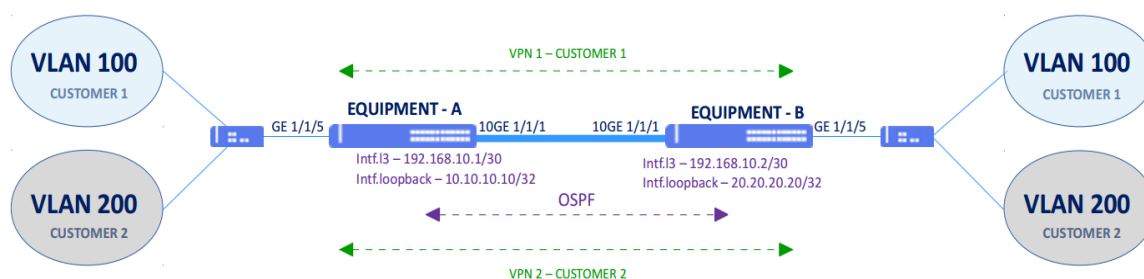 VPN 1 – CUSTOMER 1
VLAN 100
CUSTOMER 1
VLAN 100
CUSTOMER 1
EQUIPMENT - A
EQUIPMENT - B
GE 1/1/5
10GE 1/1/1
10GE 1/1/1
GE 1/1/5
Intf.l3 – 192.168.10.1/30
Intf.loopback – 10.10.10.10/32
Intf.l3 – 192.168.10.2/30
Intf.loopback – 20.20.20.20/32
OSPF
VLAN 200
CUSTOMER 2
VLAN 200
CUSTOMER 2
VPN 2 – CUSTOMER 2